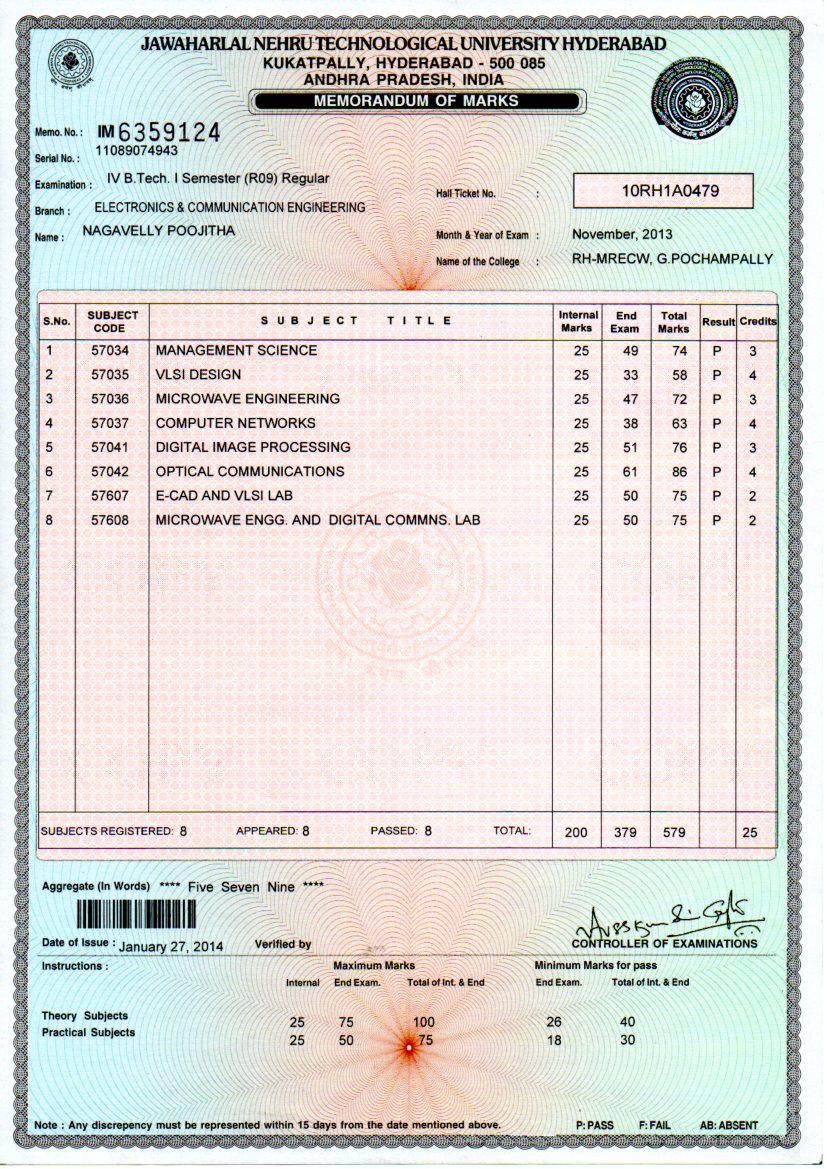 JAWAHARLAL NEHRU TECHNOLOGICAL UNIVERSITY HYDERABAD
KUKATPALLY, HYDERABAD - 500 085
ANDHRA PRADESH, INDIA
MEMORANDUM OF MARKS
Memo. No. : IM 6359124
Serial No. : 11089074943
Examination : IV B.Tech. I Semester (R09) Regular
Hall Ticket No. : 10RH1A0479
Branch : ELECTRONICS & COMMUNICATION ENGINEERING
Name : NAGAVELLY POOJITHA
Month & Year of Exam : November, 2013
Name of the College : RH-MRECW, G.POCHAMPALLY
S.No. SUBJECT CODE SUBJECT TITLE Internal Marks End Exam Total Marks Result Credits
1 57034 MANAGEMENT SCIENCE 25 49 74 P 3
2 57035 VLSI DESIGN 25 33 58 P 4
3 57036 MICROWAVE ENGINEERING 25 47 72 P 3
4 57037 COMPUTER NETWORKS 25 38 63 P 4
5 57041 DIGITAL IMAGE PROCESSING 25 51 76 P 3
6 57042 OPTICAL COMMUNICATIONS 25 61 86 P 4
7 57607 E-CAD AND VLSI LAB 25 50 75 P 2
8 57608 MICROWAVE ENGG. AND DIGITAL COMMNS. LAB 25 50 75 P 2
SUBJECTS REGISTERED: 8 APPEARED: 8 PASSED: 8 TOTAL: 200 379 579 25
Aggregate (In Words) **** Five Seven Nine ****
Date of Issue : January 27, 2014 Verified by CONTROLLER OF EXAMINATIONS
Instructions : Maximum Marks Minimum Marks for pass
Internal End Exam. Total of Int. & End End Exam. Total of Int. & End
Theory Subjects 25 75 100 26 40
Practical Subjects 25 50 75 18 30
Note : Any discrepancy must be represented within 15 days from the date mentioned above. P: PASS F: FAIL AB: ABSENT